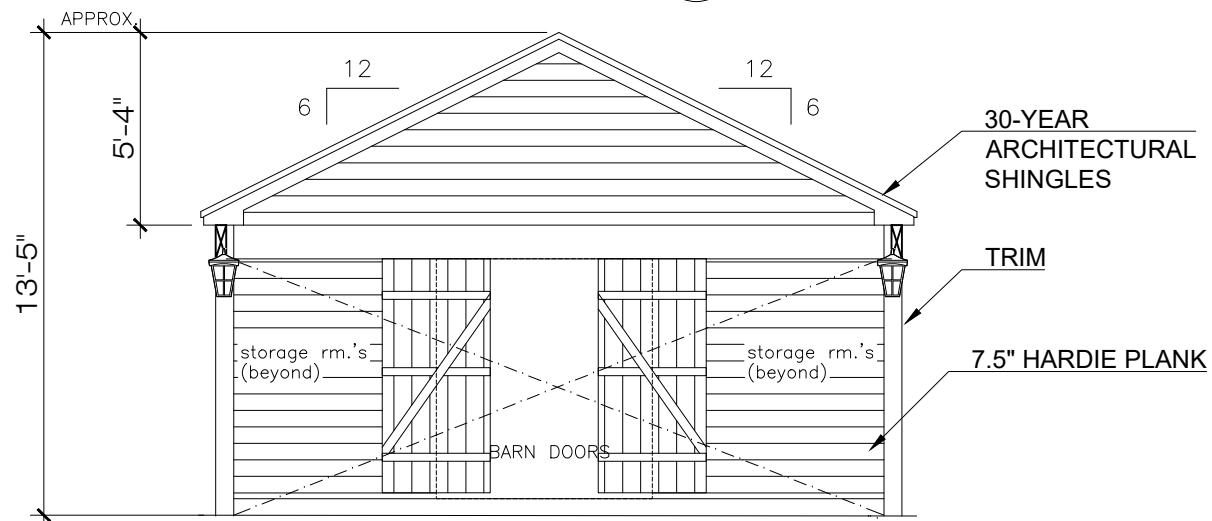 APPROX.
12
12
6
6
5'-4"
30-YEAR
ARCHITECTURAL
SHINGLES
13'-5"
TRIM
storage rm.'s
(beyond)
storage rm.'s
(beyond)
7.5" HARDIE PLANK
BARN DOORS